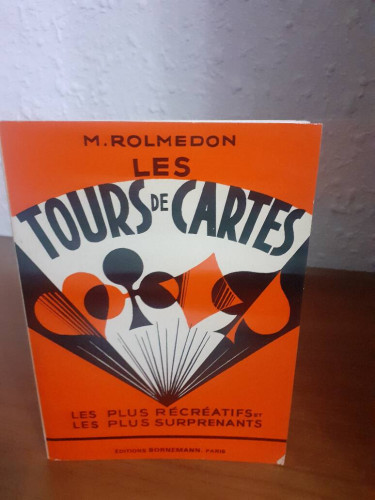 M. ROLMEDON
LES
TOURS DE CARTES
LES PLUS RÉCRÉATIFS ET
LES PLUS SURPRENANTS
EDITIONS BORNEMANN PARIS